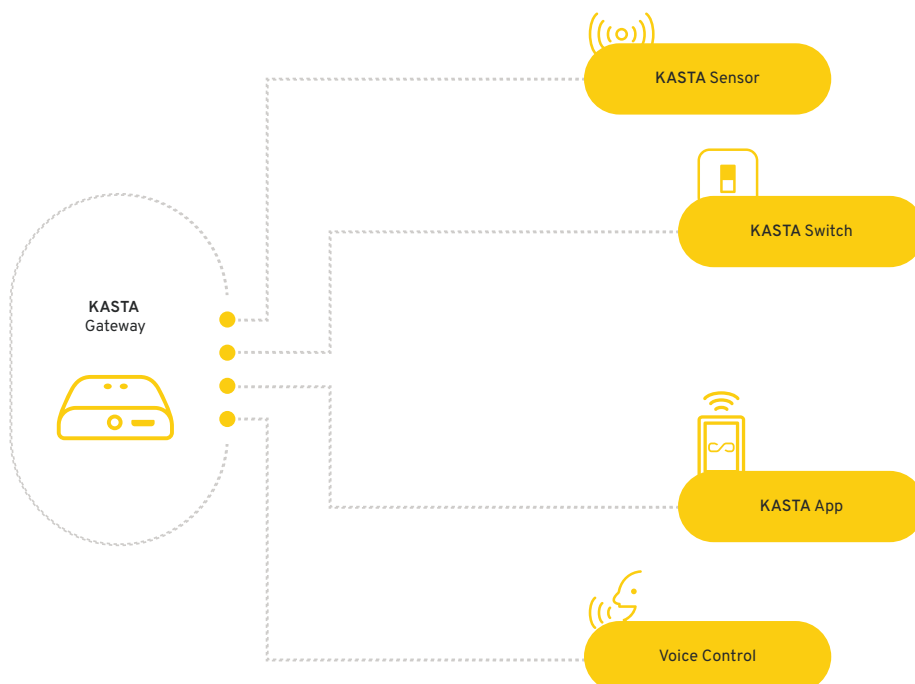 KASTA Sensor
KASTA Switch
KASTA
Gateway
KASTA App
Voice Control